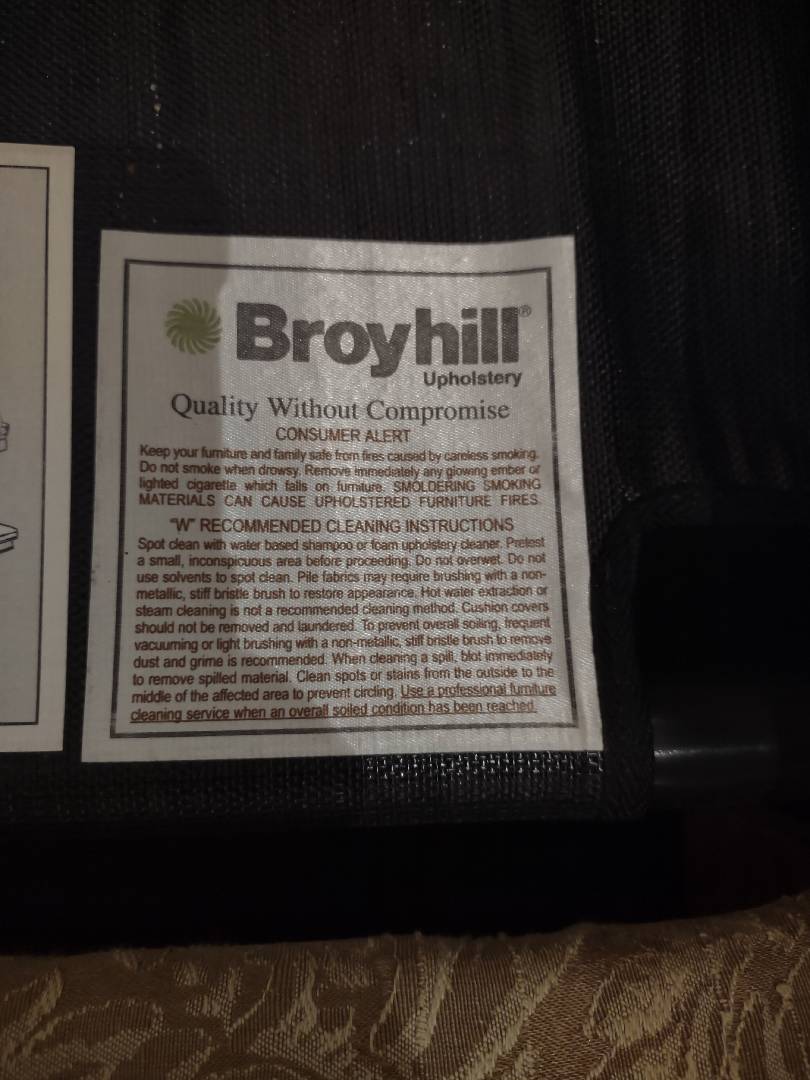 Broyhill®
Upholstery
Quality Without Compromise
CONSUMER ALERT
Keep your furniture and family safe from fires caused by careless smoking.
Do not smoke when drowsy. Remove immediately any glowing ember or
lighted cigarette which falls on furniture. SMOLDERING SMOKING
MATERIALS CAN CAUSE UPHOLSTERED FURNITURE FIRES.
"W" RECOMMENDED CLEANING INSTRUCTIONS
Spot clean with water based shampoo or foam upholstery cleaner. Pretest
a small, inconspicuous area before proceeding. Do not overwet. Do not
use solvents to spot clean. Pile fabrics may require brushing with a non-
metallic, stiff bristle brush to restore appearance. Hot water extraction or
steam cleaning is not a recommended cleaning method. Cushion covers
should not be removed and laundered. To prevent overall soiling, frequent
vacuuming or light brushing with a non-metallic, stiff bristle brush to remove
dust and grime is recommended. When cleaning a spill, blot immediately
to remove spilled material. Clean spots or stains from the outside to the
middle of the affected area to prevent circling. Use a professional furniture
cleaning service when an overall soiled condition has been reached.